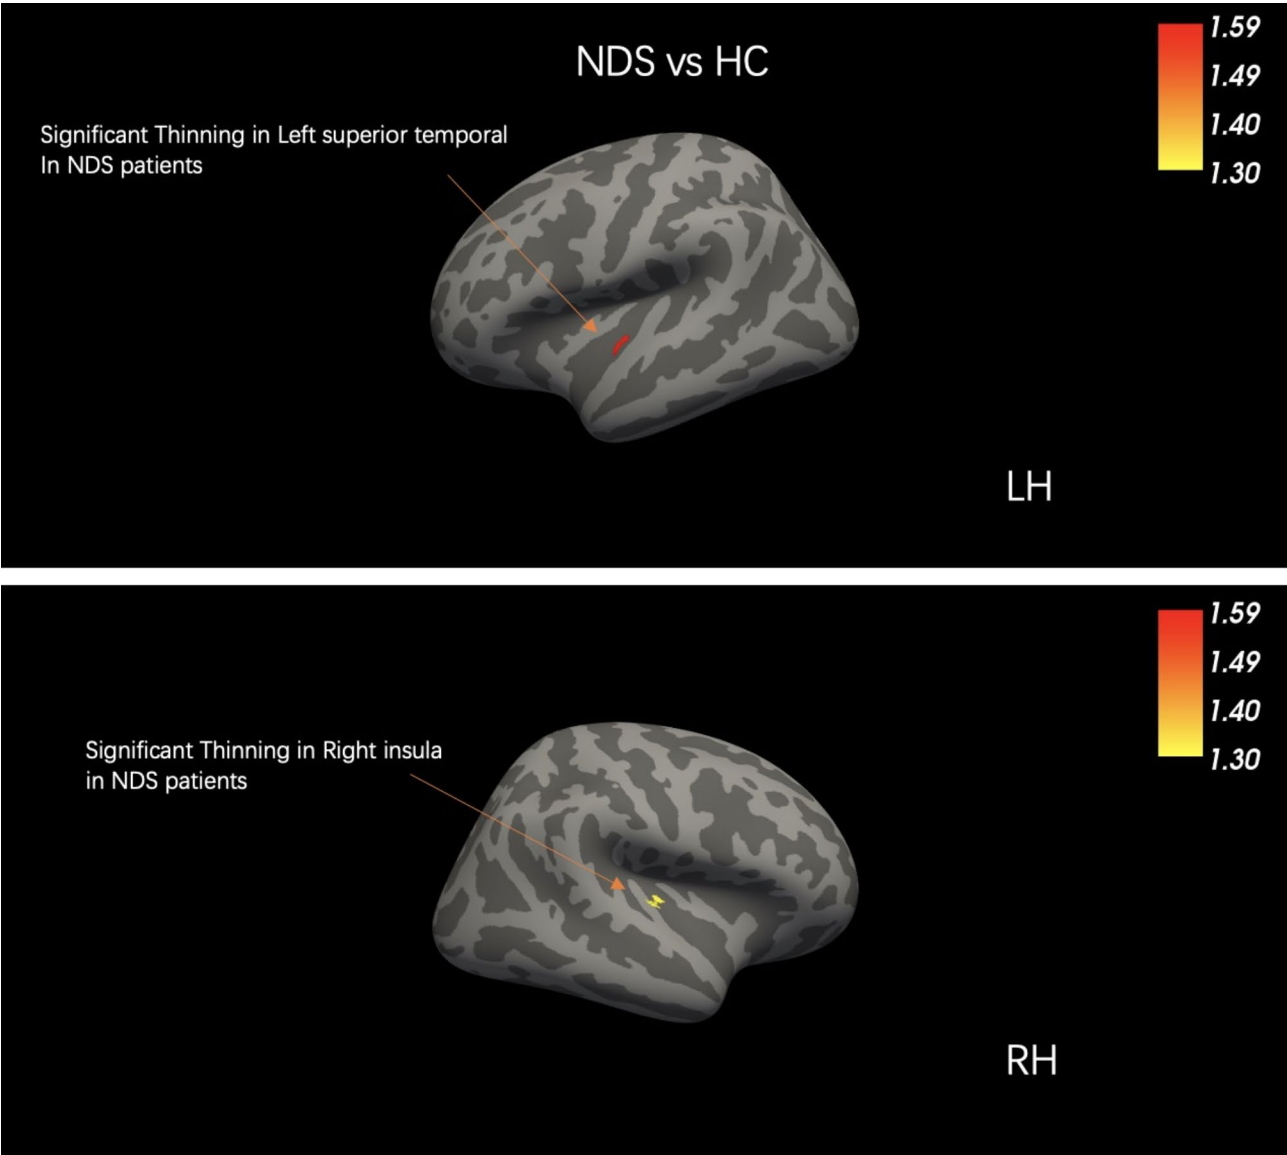 NDS vs HC
1.59
1.49
1.40
1.30
Significant Thinning in Left superior temporal
In NDS patients
LH
1.59
1.49
1.40
1.30
Significant Thinning in Right insula
in NDS patients
RH